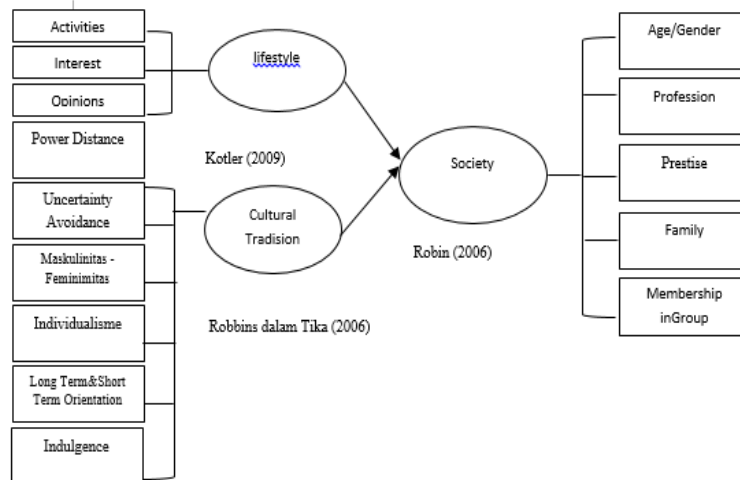 Activities
Interest
Opinions
Power Distance
Uncertainty
Avoidance
Maskulinitas -
Feminimitas
Individualisme
Long Term&Short
Term Orientation
Indulgence
lifestyle
Kotler (2009)
Cultural
Tradision
Robbins dalam Tika (2006)
Society
Robin (2006)
Age/Gender
Profession
Prestise
Family
Membership
inGroup